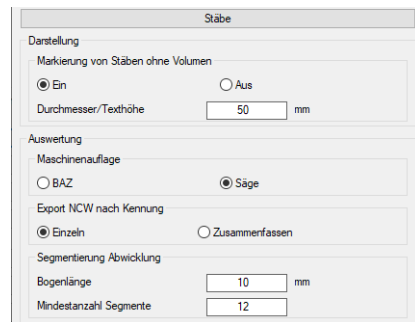 Stäbe
Darstellung
Markierung von Stäben ohne Volumen
Ein Aus
Durchmesser/Texthöhe 50 mm
Auswertung
Maschinenauflage
BAZ Säge
Export NCW nach Kennung
Einzeln Zusammenfassen
Segmentierung Abwicklung
Bogenlänge 10 mm
Mindestanzahl Segmente 12